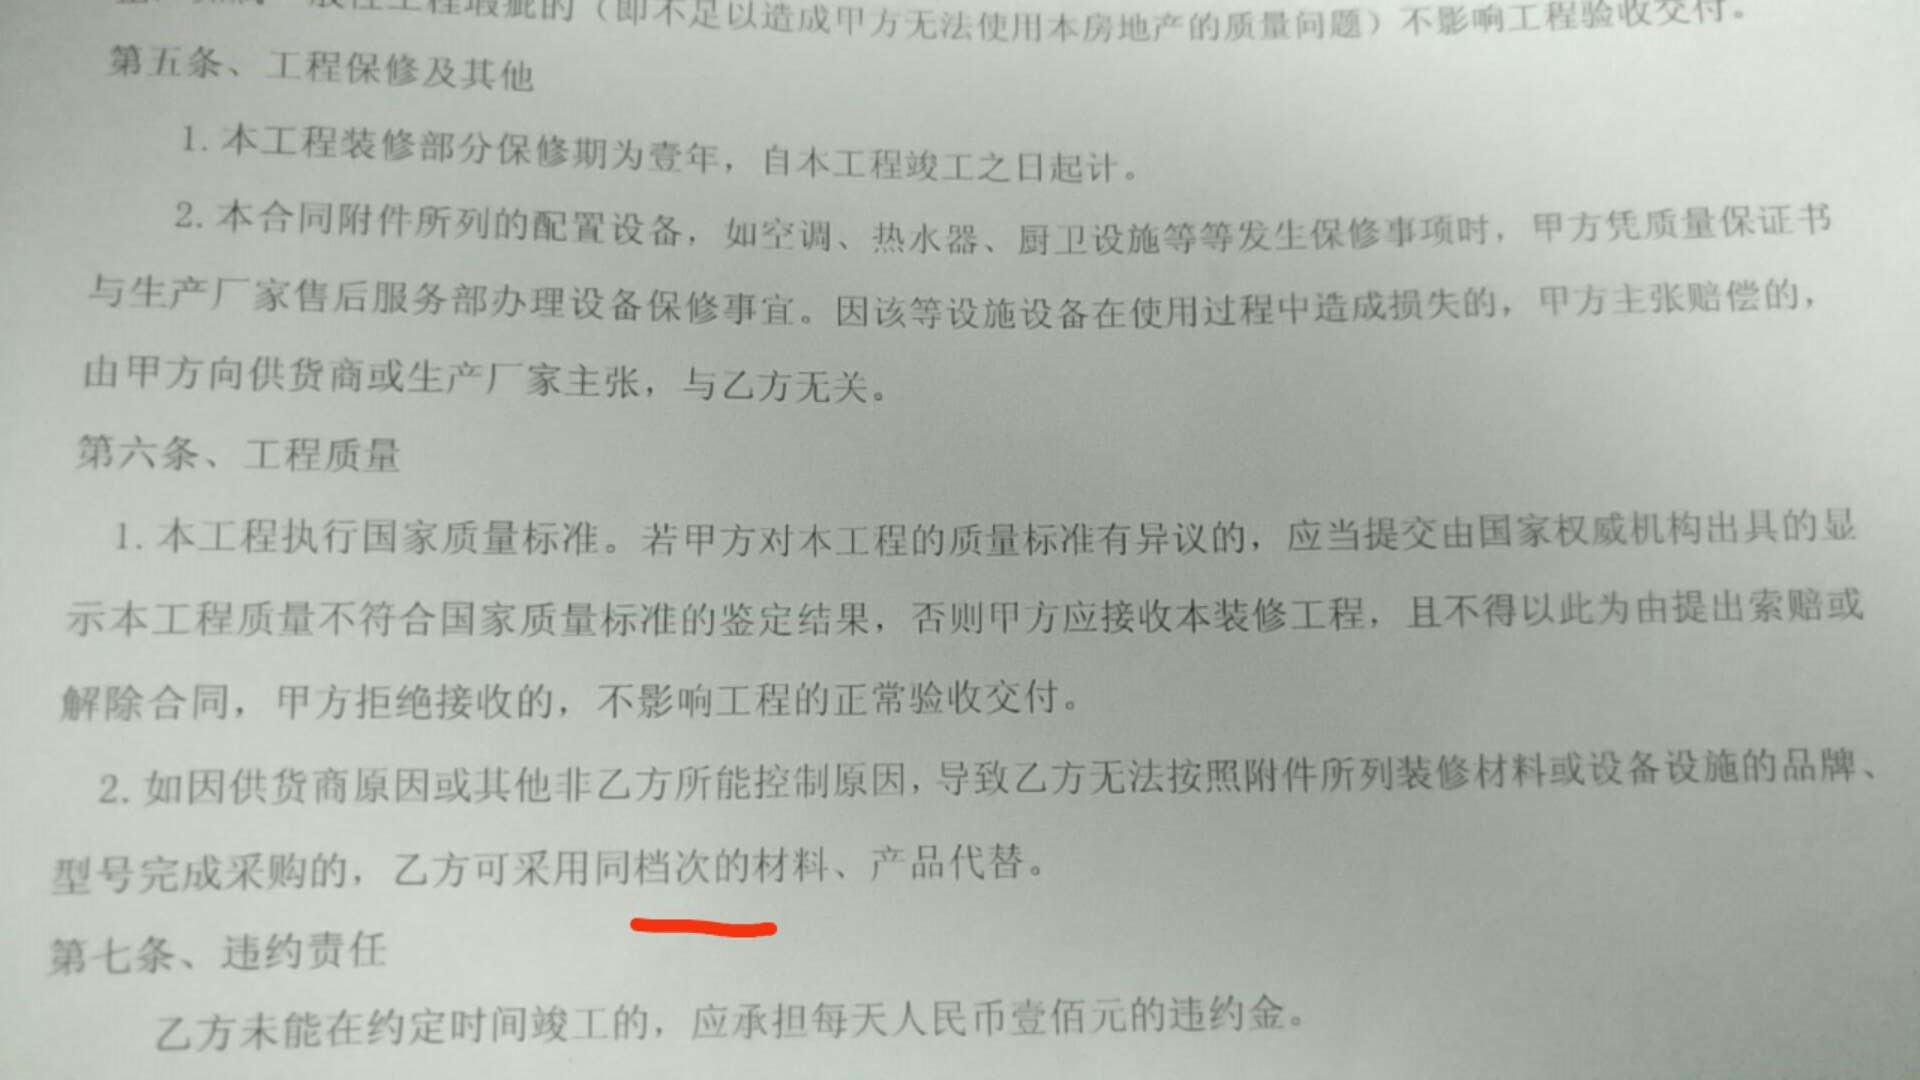 性工程瑕疵的（即不足以造成甲方无法使用本房地产的质量问题）不影响工程验收交付。
第五条、工程保修及其他
1. 本工程装修部分保修期为壹年，自本工程竣工之日起计。
2. 本合同附件所列的配置设备，如空调、热水器、厨卫设施等等发生保修事项时，甲方凭质量保证书
与生产厂家售后服务部办理设备保修事宜。因该等设施设备在使用过程中造成损失的，甲方主张赔偿的，
由甲方向供货商或生产厂家主张，与乙方无关。
第六条、工程质量
1. 本工程执行国家质量标准。若甲方对本工程的质量标准有异议的，应当提交由国家权威机构出具的显
示本工程质量不符合国家质量标准的鉴定结果，否则甲方应接收本装修工程，且不得以此为由提出索赔或
解除合同，甲方拒绝接收的，不影响工程的正常验收交付。
2. 如因供货商原因或其他非乙方所能控制原因，导致乙方无法按照附件所列装修材料或设备设施的品牌、
型号完成采购的，乙方可采用同档次的材料、产品代替。
第七条、违约责任
乙方未能在约定时间竣工的，应承担每天人民币壹佰元的违约金。